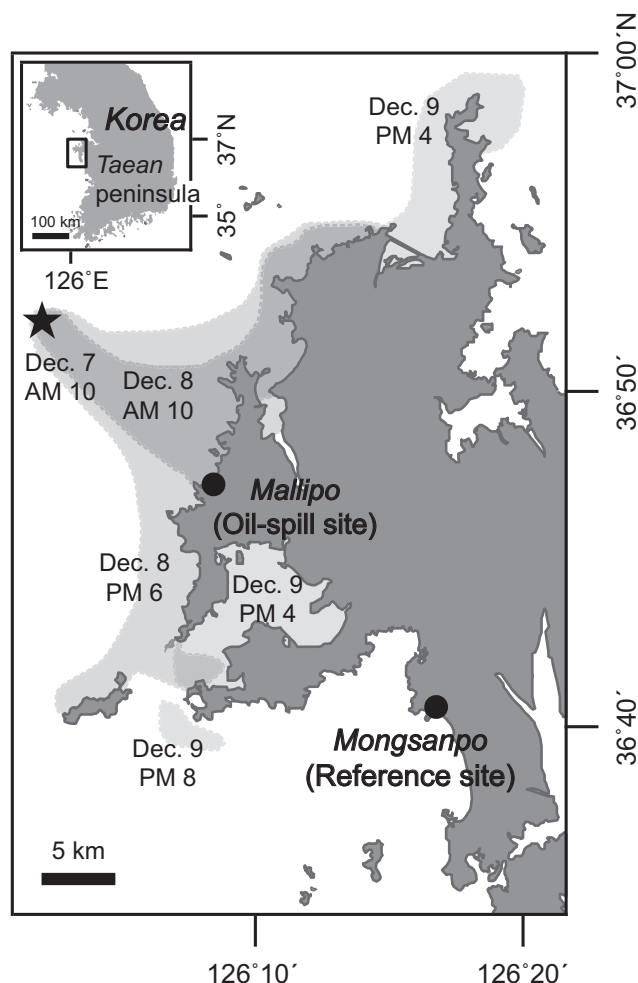 Korea
Taean
peninsula
100 km
37˚N
35˚
126˚E
Dec. 9
PM 4
37˚00´N
Dec. 7
AM 10
Dec. 8
AM 10
36˚50´
Mallipo
(Oil-spill site)
Dec. 8
PM 6
Dec. 9
PM 4
Mongsanpo
(Reference site)
36˚40´
Dec. 9
PM 8
5 km
126˚10´
126˚20´